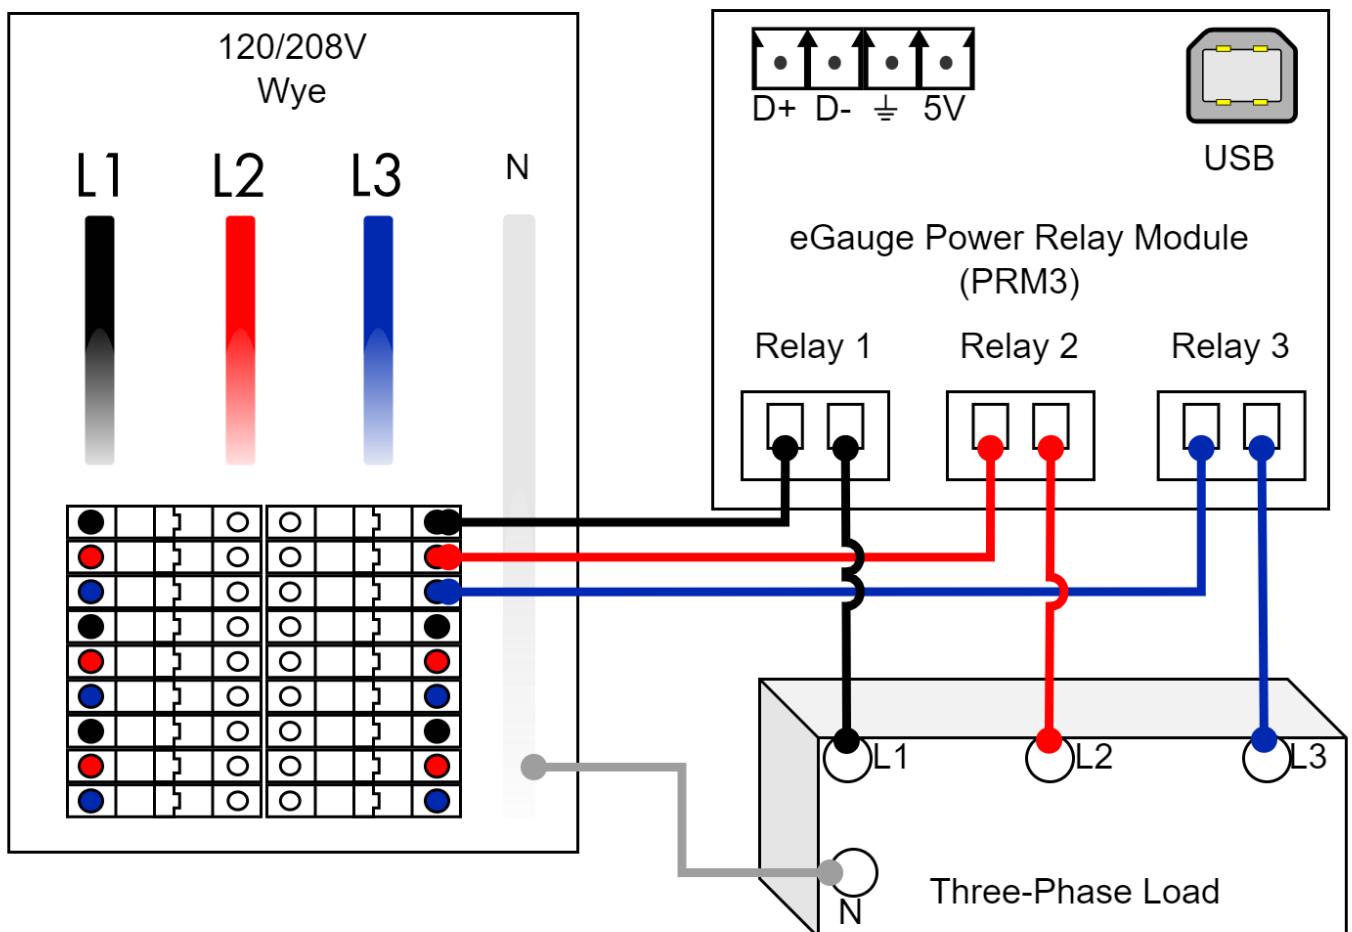 120/208V
Wye
L1 L2 L3 N
D+ D- 5V
USB
eGauge Power Relay Module
(PRM3)
Relay 1 Relay 2 Relay 3
L1 L2 L3
N
Three-Phase Load